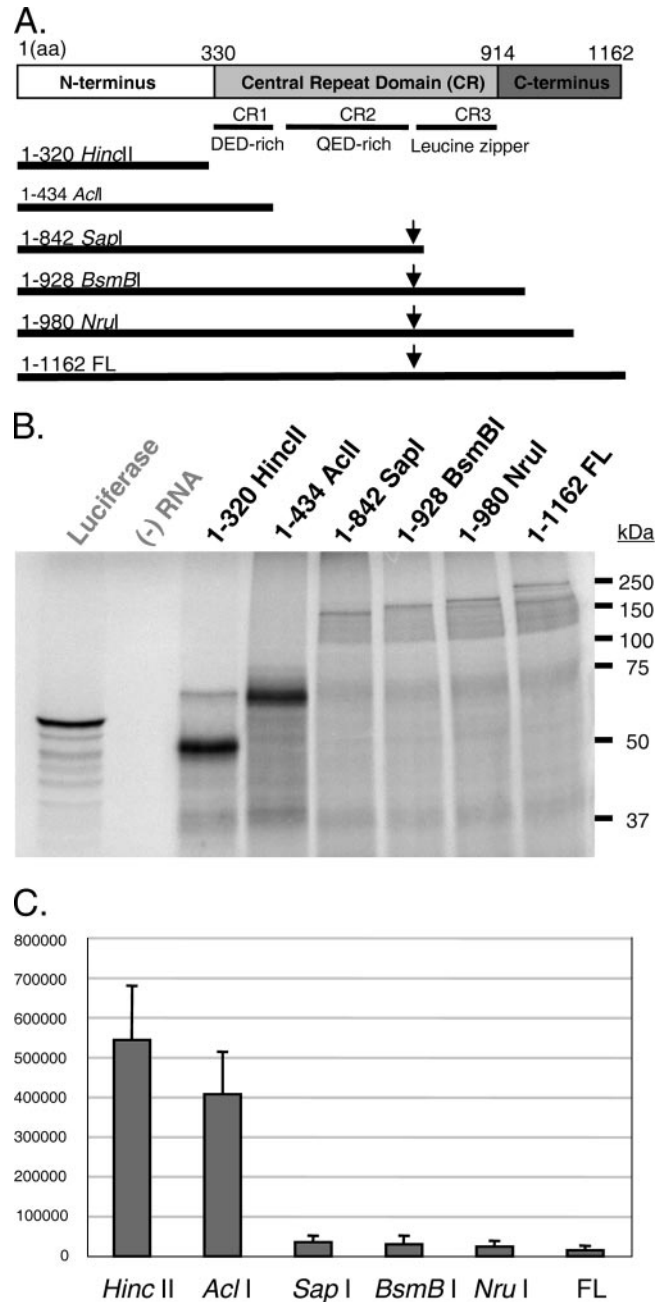 A.
1(aa) 330 914 1162
N-terminus Central Repeat Domain (CR) C-terminus
CR1 CR2 CR3
DED-rich QED-rich Leucine zipper
1-320 HincII
1-434 AclI
1-842 SapI
1-928 BsmBI
1-980 NruI
1-1162 FL
B.
Luciferase
(-) RNA
1-320 HincII
1-434 AclI
1-842 SapI
1-928 BsmBI
1-980 NruI
1-1162 FL
kDa
250
150
100
75
50
37
C.
800000
700000
600000
500000
400000
300000
200000
100000
0
Hinc II Acl I Sap I BsmB I Nru I FL